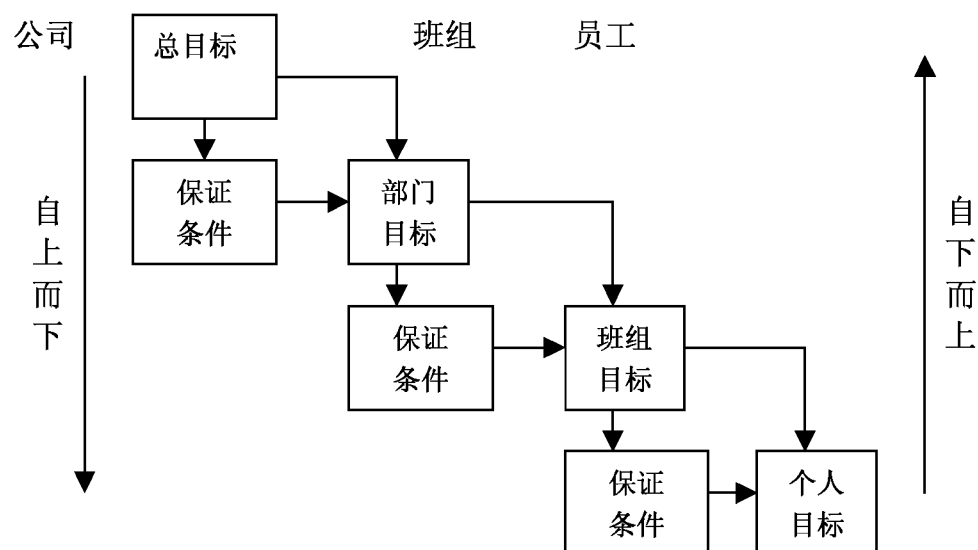 公司
班组
员工
总目标
保证
条件
部门
目标
保证
条件
班组
目标
保证
条件
个人
目标
自
上
而
下
自
下
而
上